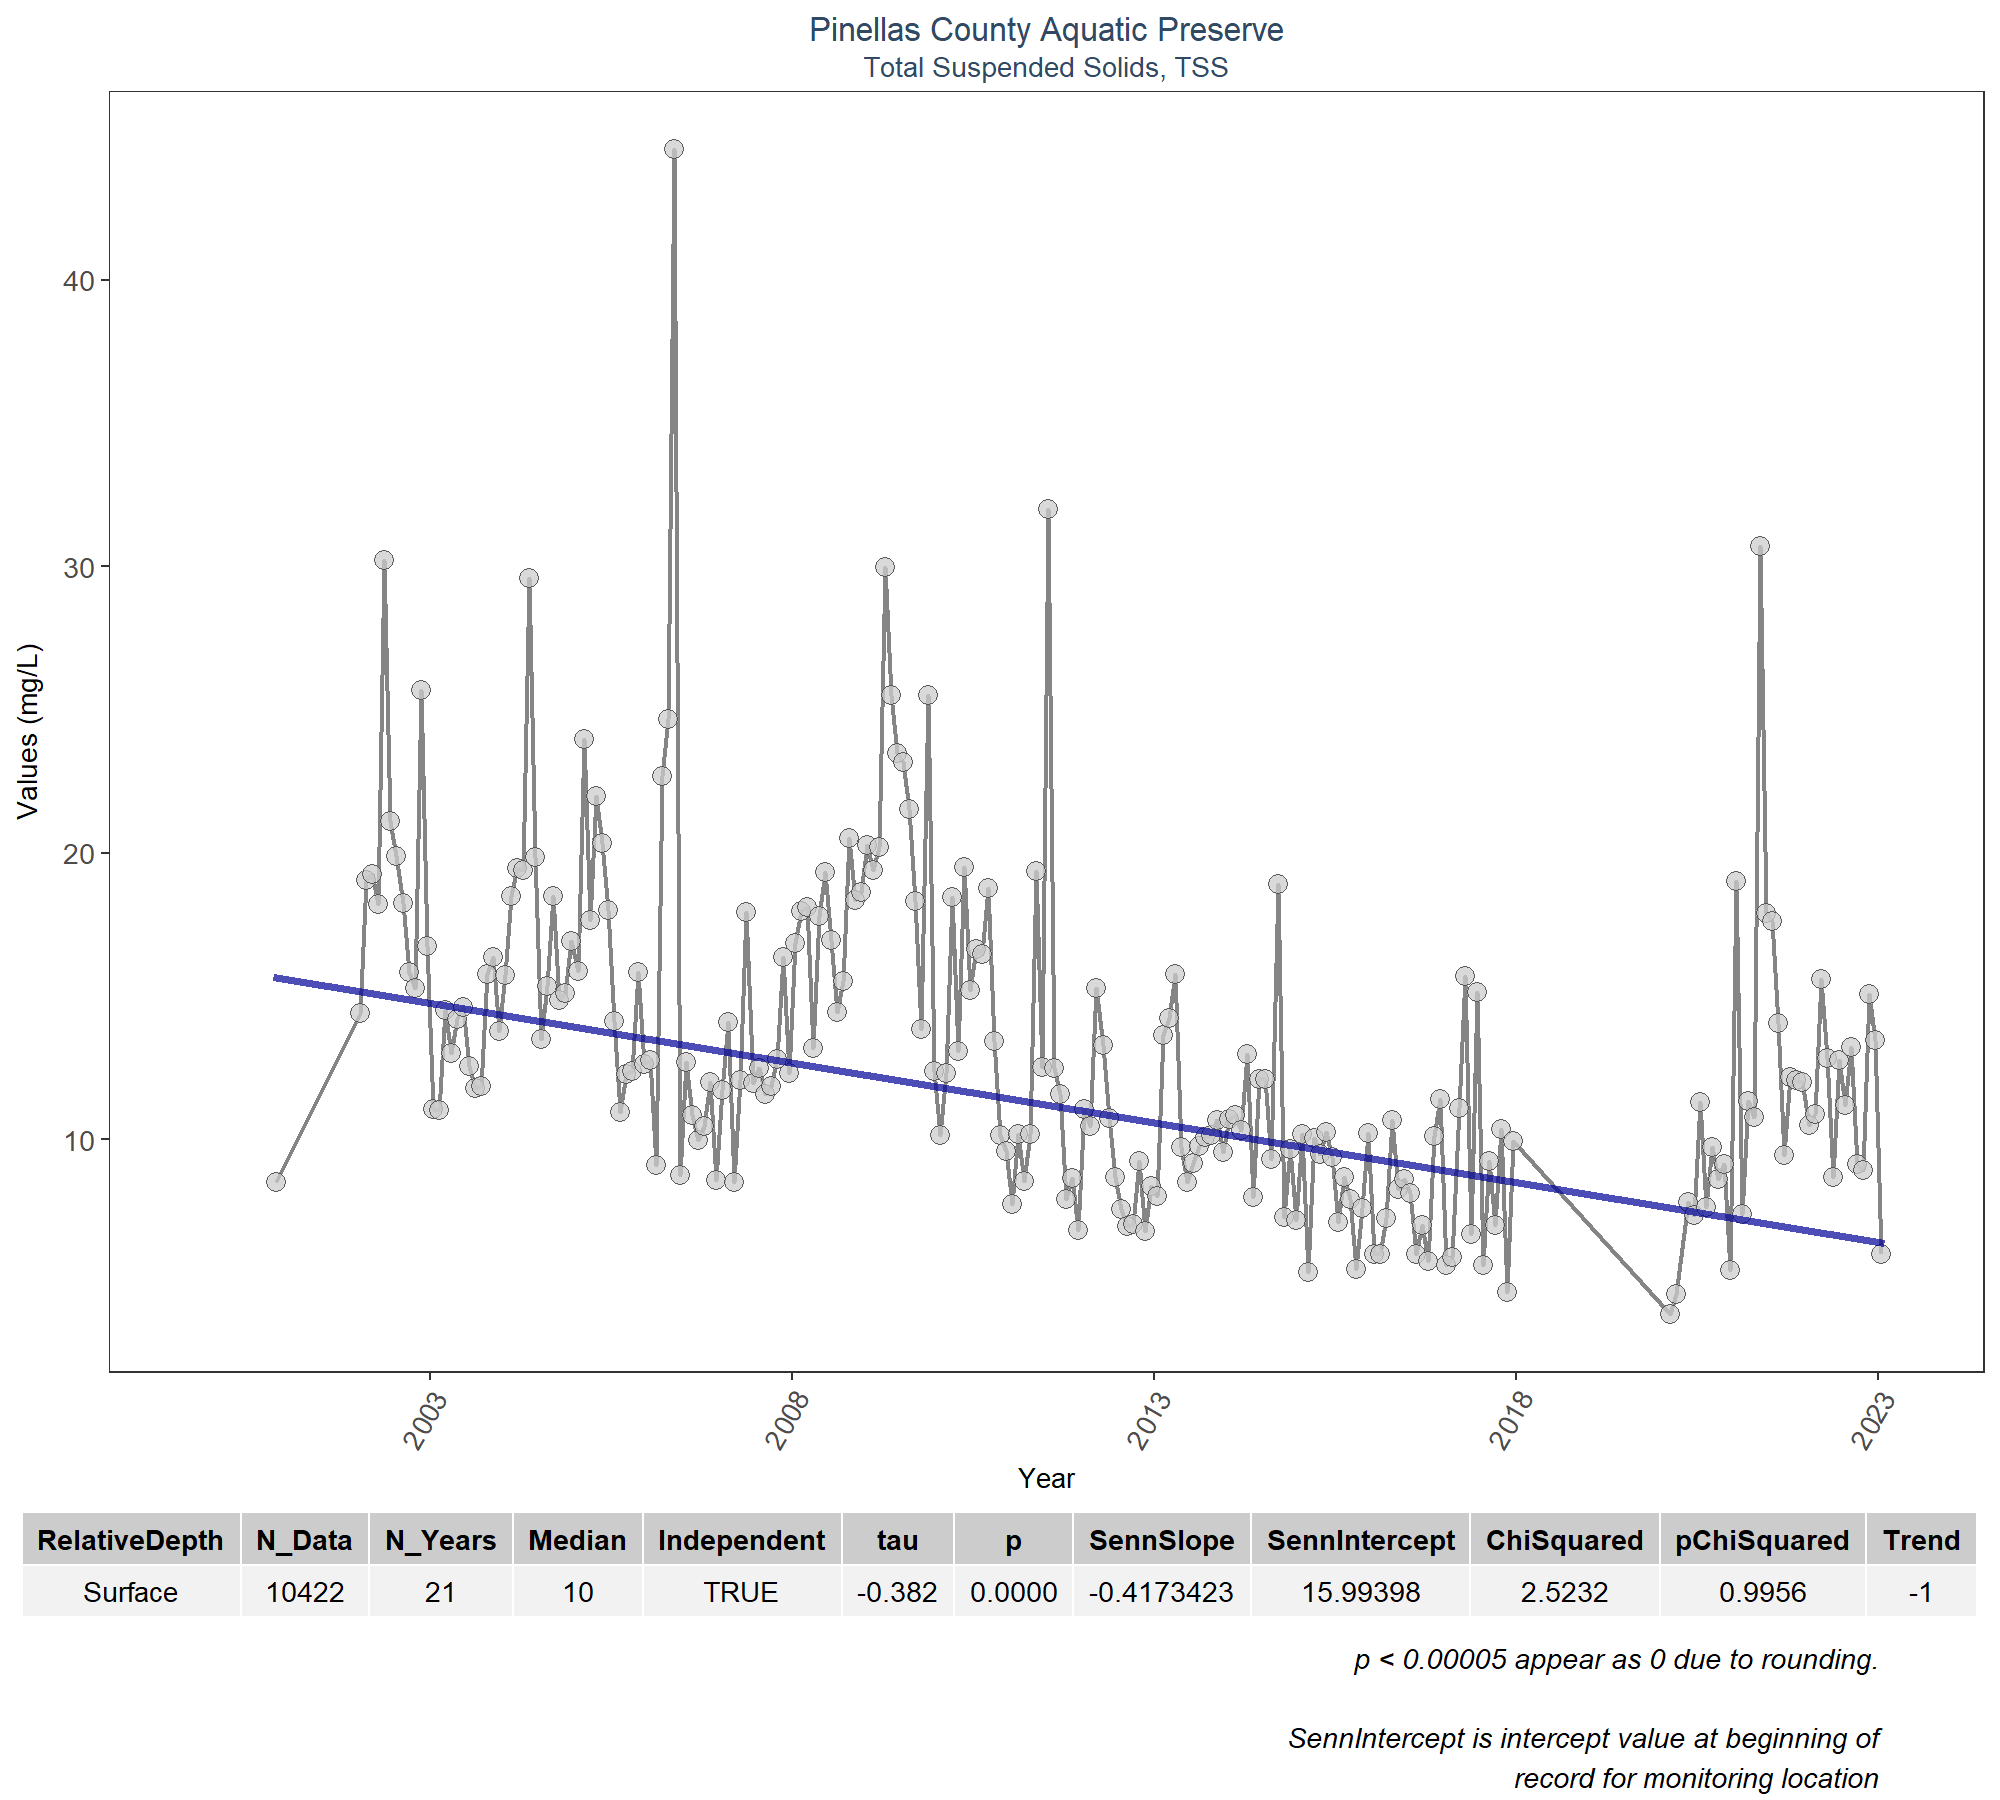 Pinellas County Aquatic Preserve
Total Suspended Solids, TSS
Values (mg/L)
40
30
20
10
2003 2008 2013 2018 2023
Year
RelativeDepth N_Data N_Years Median Independent tau p SennSlope SennIntercept ChiSquared pChiSquared Trend
Surface 10422 21 10 TRUE -0.382 0.0000 -0.4173423 15.99398 2.5232 0.9956 -1
p < 0.00005 appear as 0 due to rounding.
SennIntercept is intercept value at beginning of
record for monitoring location